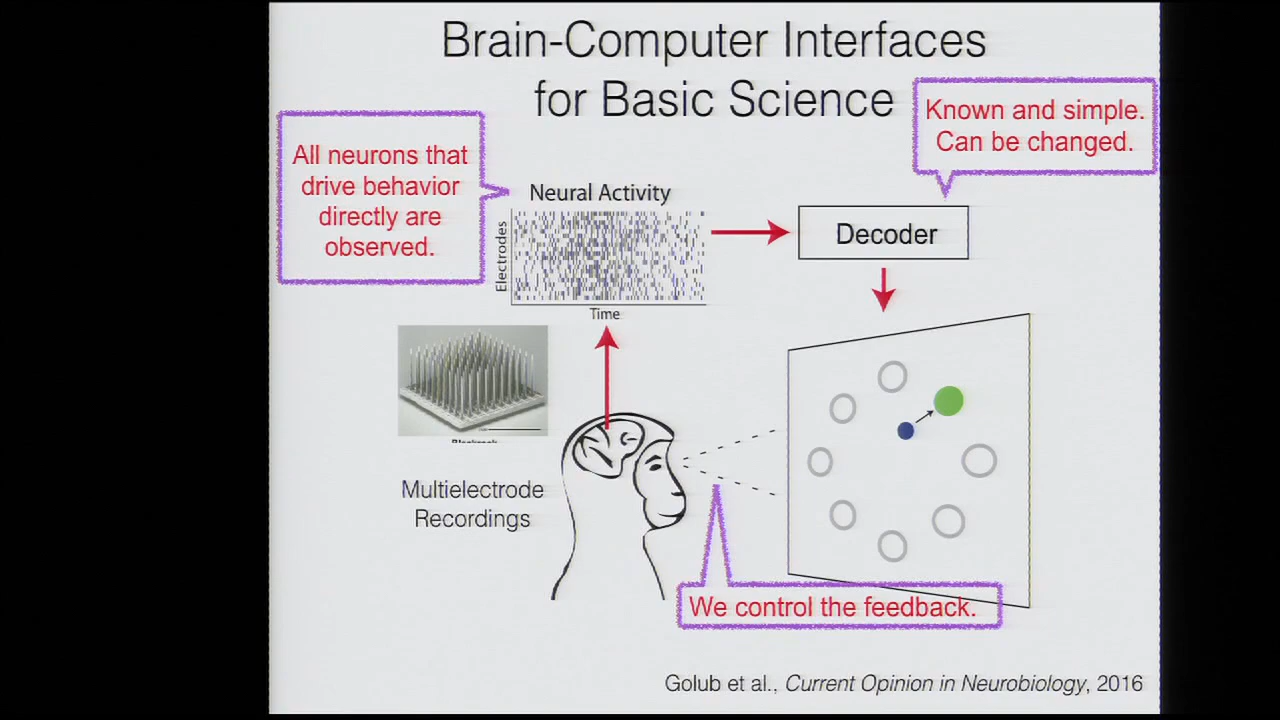 Brain-Computer Interfaces
for Basic Science
All neurons that
drive behavior
directly are
observed.
Known and simple.
Can be changed.
Neural Activity
Electrodes
Time
Decoder
Multielectrode
Recordings
We control the feedback.
Golub et al., Current Opinion in Neurobiology, 2016